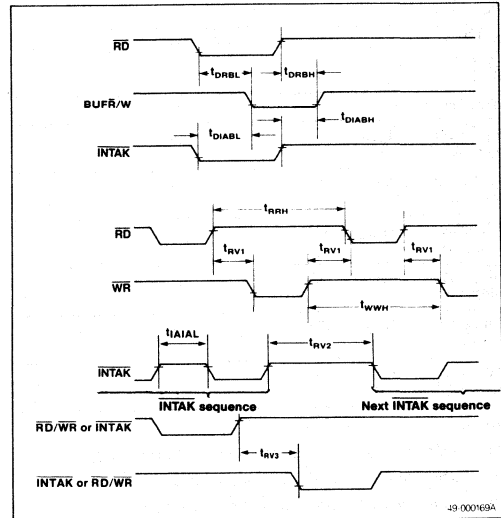 RD
tDRBL
tDRBH
BUFR/W
tDIABL
tDIABH
INTAK
tRRH
RD
tRV1
tRV1
tRV1
WR
tWWH
tIAIAL
tRV2
INTAK
INTAK sequence
Next INTAK sequence
RD/WR or INTAK
tRV3
INTAK or RD/WR
49-000169A